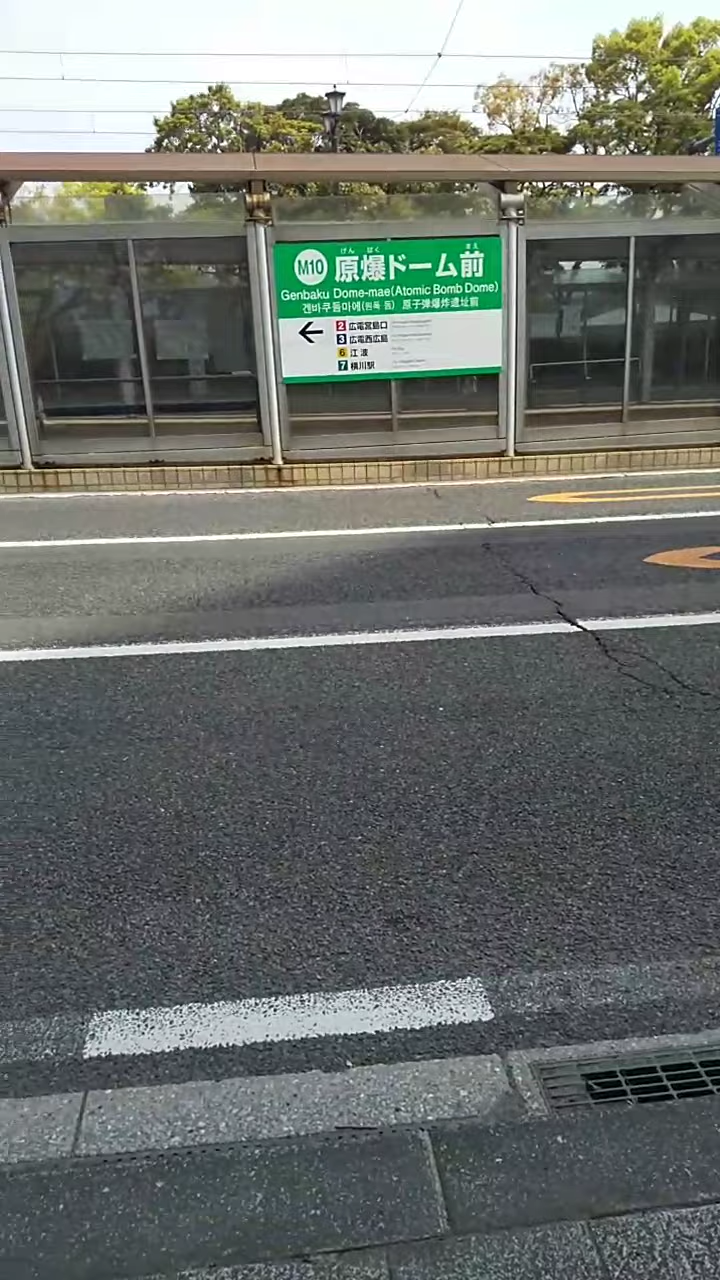 げん ばく まえ
M10 原爆ドーム前
Genbaku Dome-mae(Atomic Bomb Dome)
겐바쿠돔마에(원폭 돔) 原子弹爆炸遗址前
2 広電宮島口
3 広電西広島
6 江波
7 横川駅